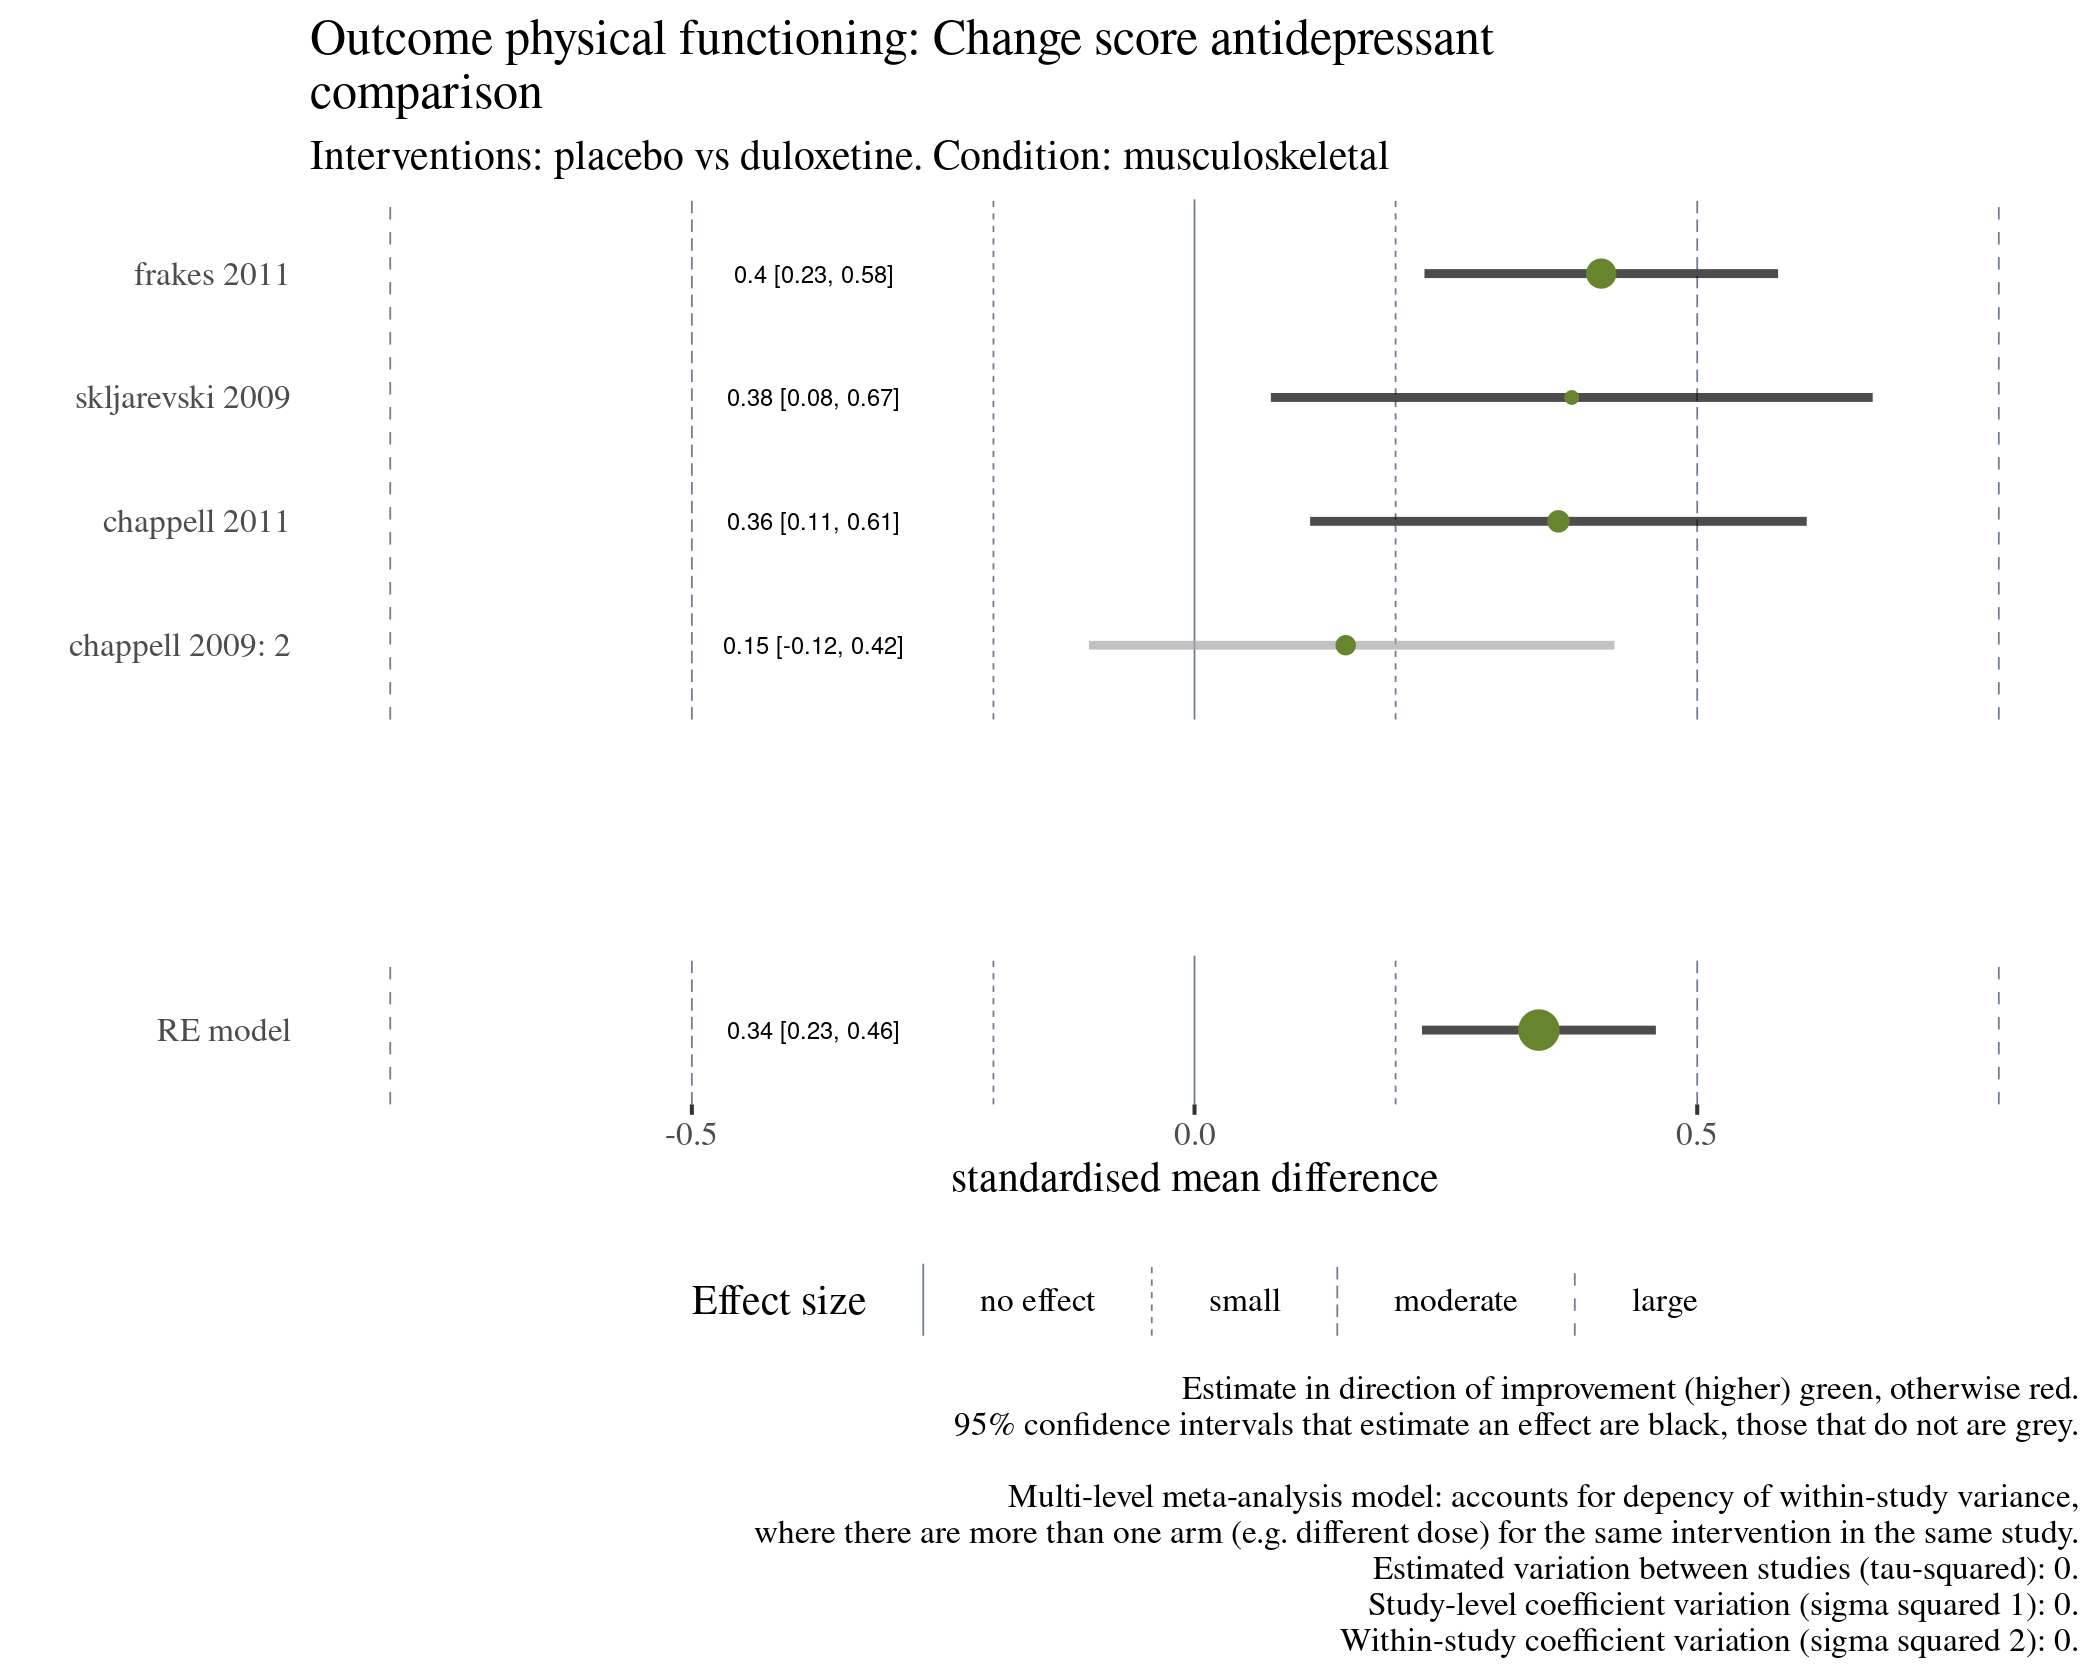 Outcome physical functioning: Change score antidepressant
comparison
Interventions: placebo vs duloxetine. Condition: musculoskeletal
frakes 2011 0.4 [0.23, 0.58]
skljarevski 2009 0.38 [0.08, 0.67]
chappell 2011 0.36 [0.11, 0.61]
chappell 2009: 2 0.15 [-0.12, 0.42]
RE model 0.34 [0.23, 0.46]
-0.5 0.0 0.5
standardised mean difference
Effect size no effect small moderate large
Estimate in direction of improvement (higher) green, otherwise red.
95% confidence intervals that estimate an effect are black, those that do not are grey.
Multi-level meta-analysis model: accounts for depency of within-study variance,
where there are more than one arm (e.g. different dose) for the same intervention in the same study.
Estimated variation between studies (tau-squared): 0.
Study-level coefficient variation (sigma squared 1): 0.
Within-study coefficient variation (sigma squared 2): 0.